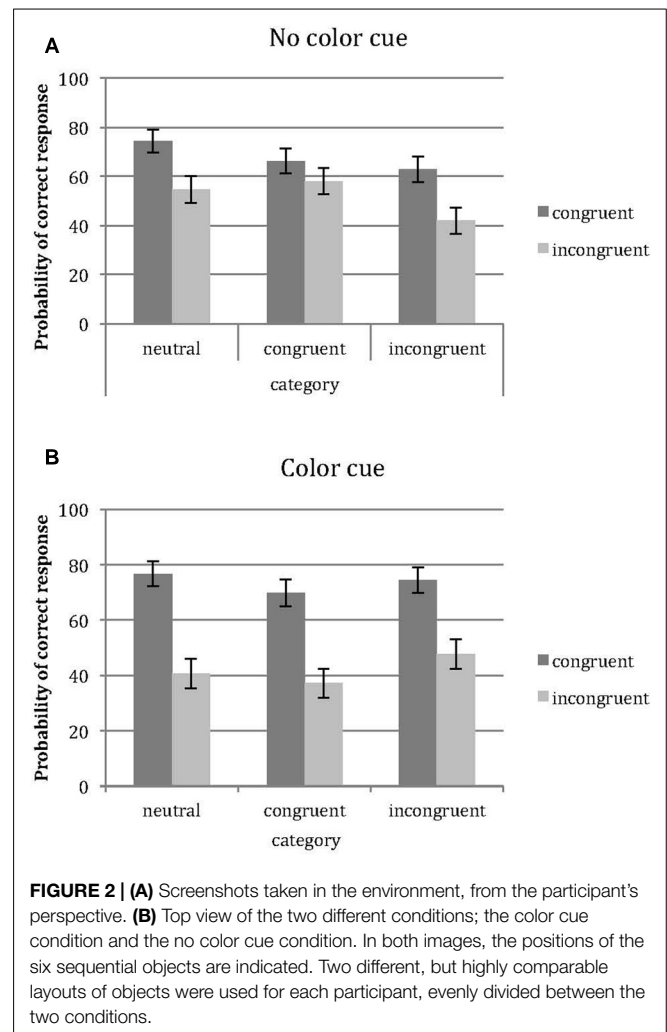 A
No color cue
Probability of correct response
100
80
60
40
20
0
neutral
congruent
incongruent
category
congruent
incongruent
B
Color cue
Probability of correct response
100
80
60
40
20
0
neutral
congruent
incongruent
category
congruent
incongruent
FIGURE 2 | (A) Screenshots taken in the environment, from the participant's
perspective. (B) Top view of the two different conditions; the color cue
condition and the no color cue condition. In both images, the positions of the
six sequential objects are indicated. Two different, but highly comparable
layouts of objects were used for each participant, evenly divided between the
two conditions.